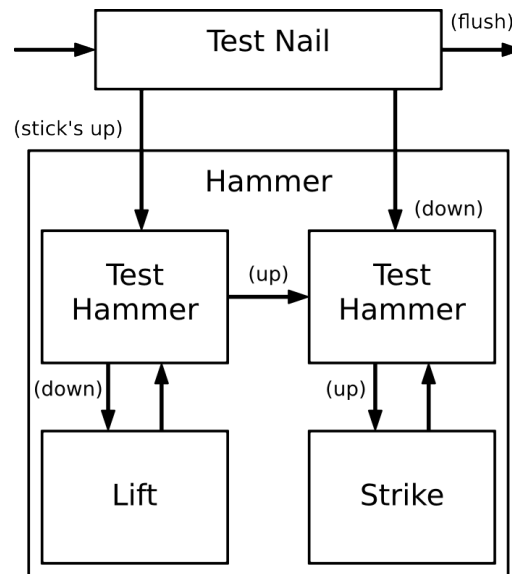 Test Nail
(flush)
(stick's up)
Hammer
(down)
Test
Hammer
(up)
Test
Hammer
(down)
(up)
Lift
Strike